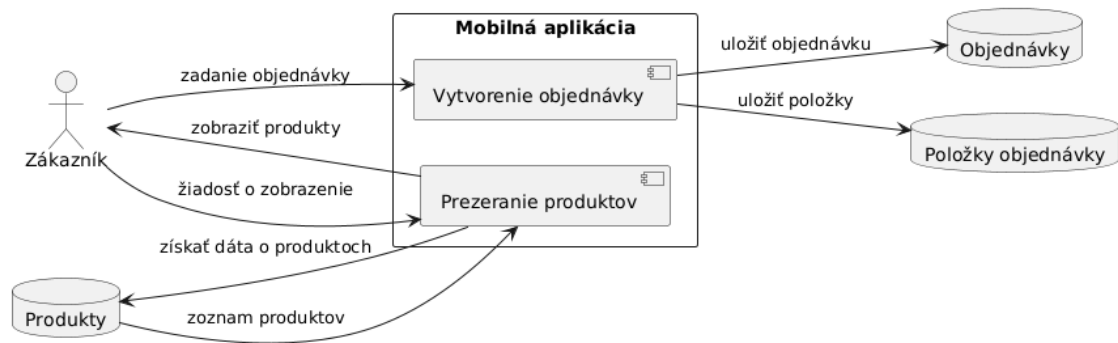 Mobilná aplikácia
Objednávky
uložiť objednávku
zadanie objednávky
Vytvorenie objednávky
uložiť položky
zobraziť produkty
Položky objednávky
Zákazník
žiadosť o zobrazenie
Prezeranie produktov
získať dáta o produktoch
Produkty
zoznam produktov